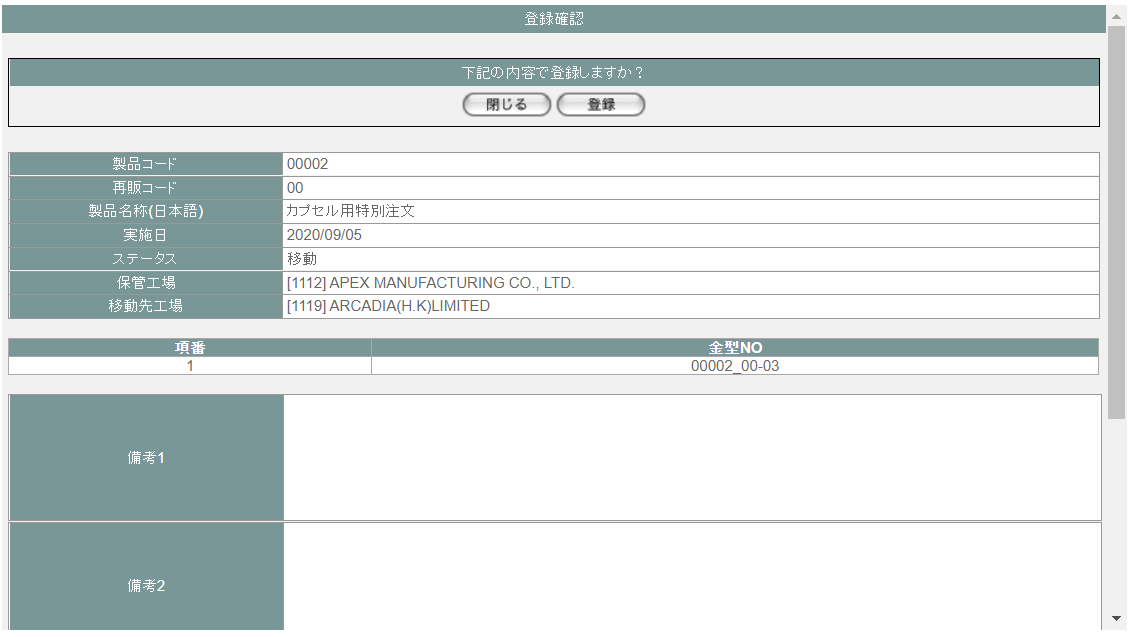 登録確認
下記の内容で登録しますか？
閉じる 登録
製品コード 00002
再販コード 00
製品名称(日本語) カプセル用特別注文
実施日 2020/09/05
ステータス 移動
保管工場 [1112] APEX MANUFACTURING CO., LTD.
移動先工場 [1119] ARCADIA(H.K)LIMITED
項番 金型NO
1 00002_00-03
備考1
備考2